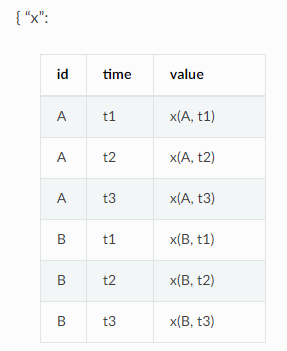 { “x”:
id time value
A t1 x(A, t1)
A t2 x(A, t2)
A t3 x(A, t3)
B t1 x(B, t1)
B t2 x(B, t2)
B t3 x(B, t3)